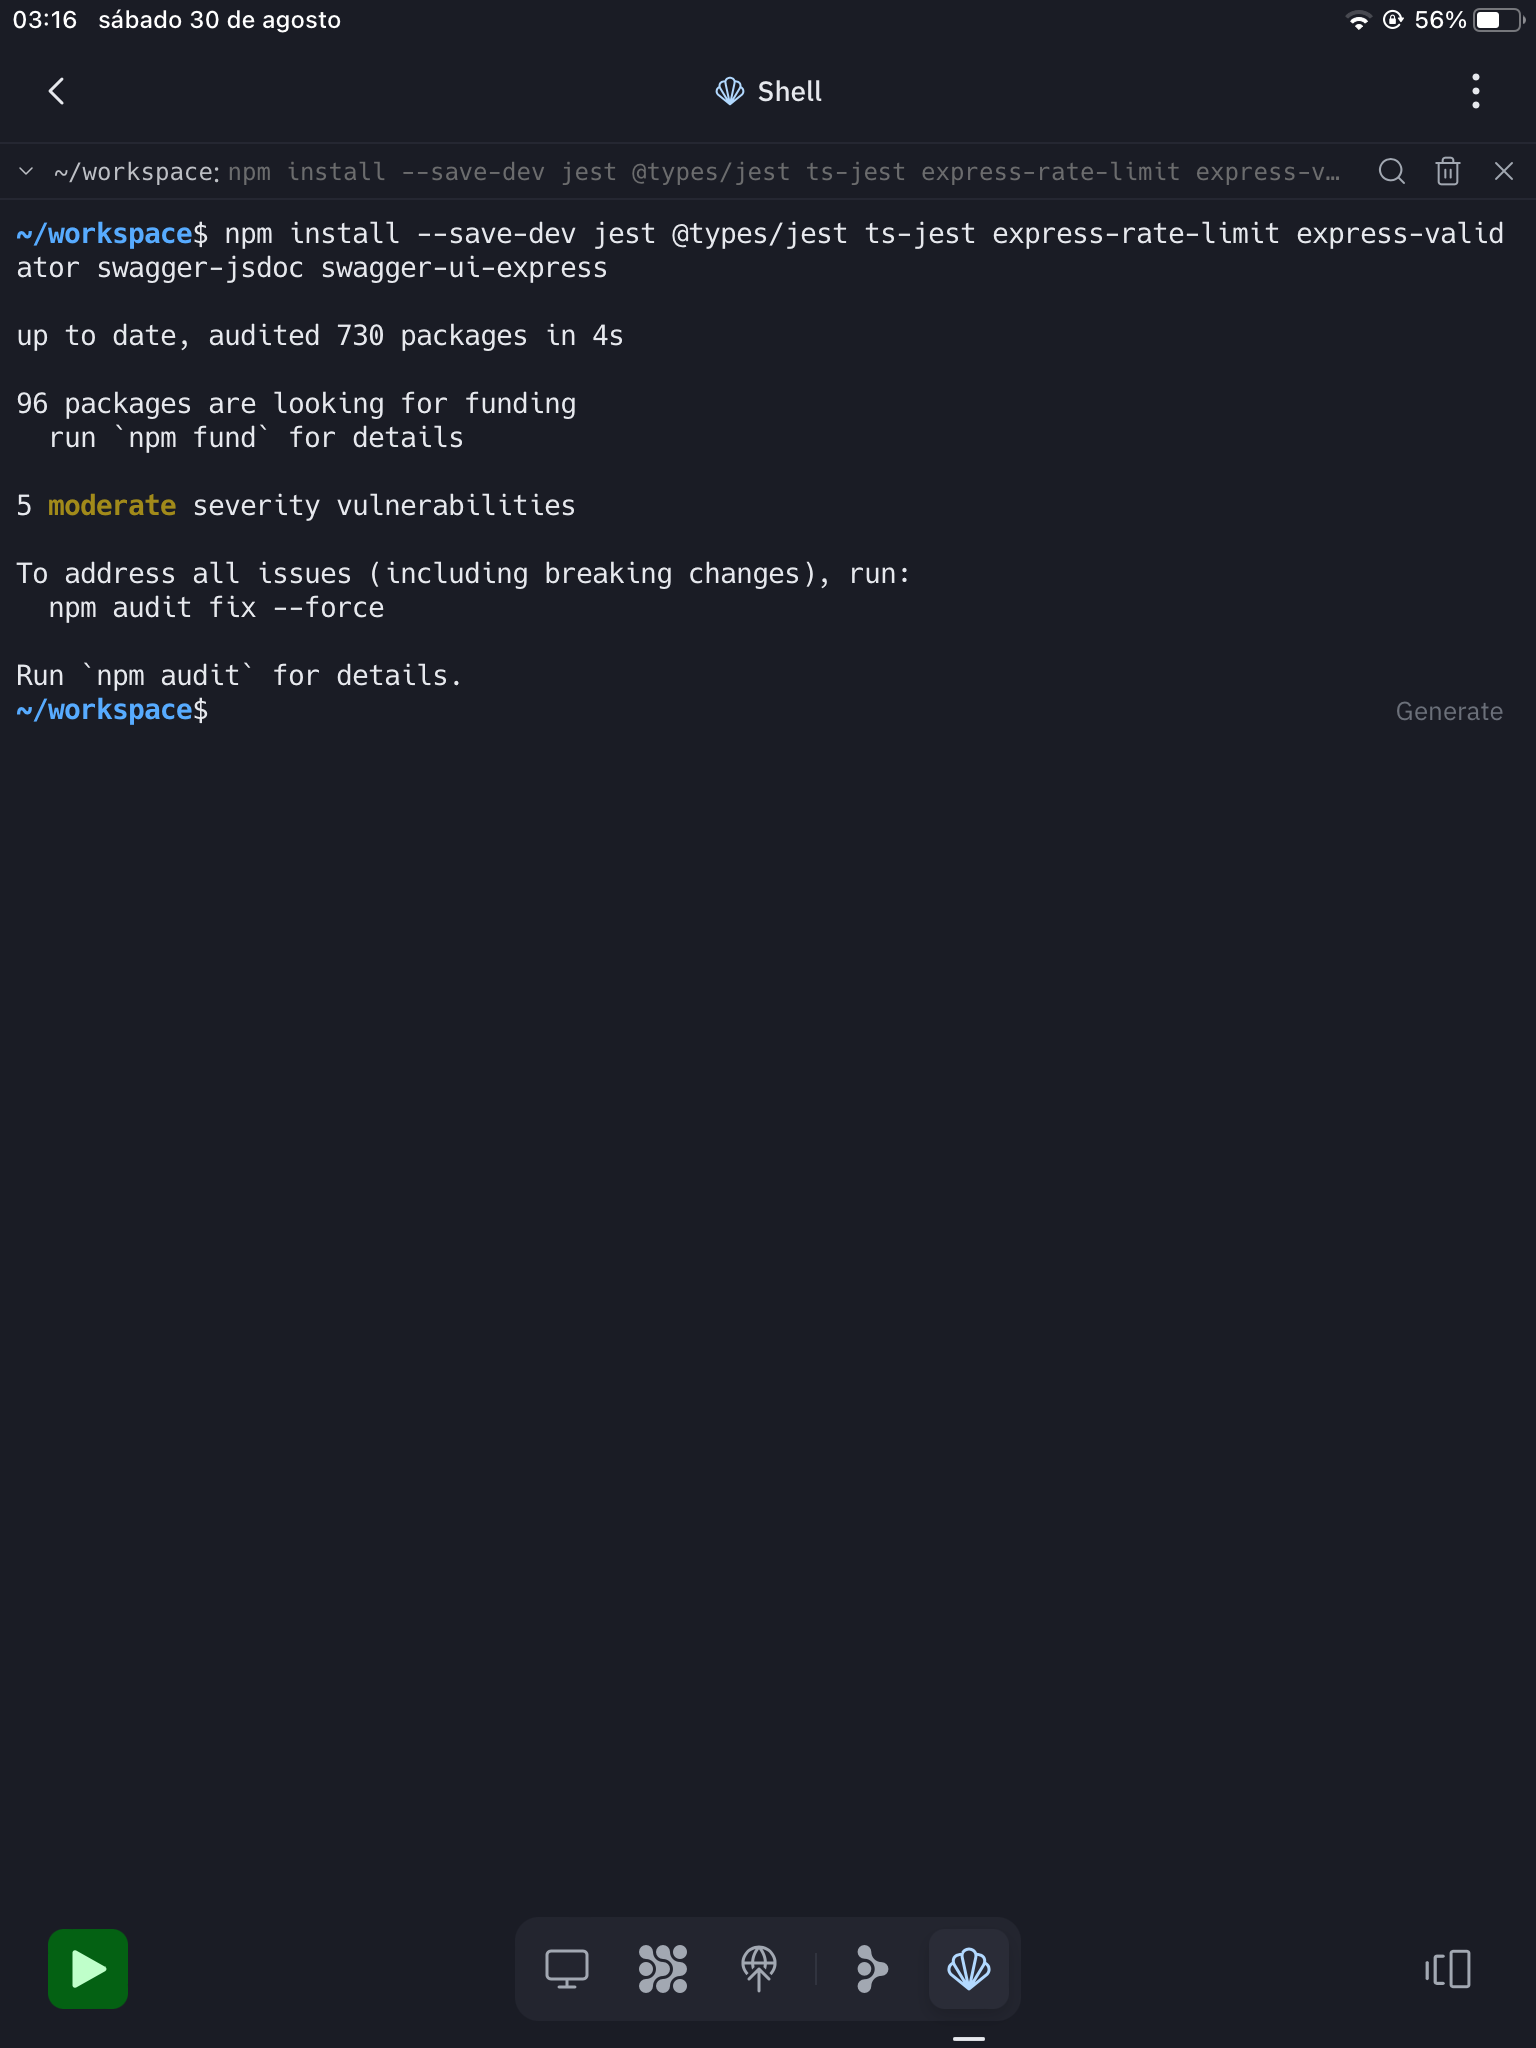 03:16 sábado 30 de agosto 56%
Shell
~/workspace: npm install --save-dev jest @types/jest ts-jest express-rate-limit express-v…
~/workspace$ npm install --save-dev jest @types/jest ts-jest express-rate-limit express-valid
ator swagger-jsdoc swagger-ui-express
up to date, audited 730 packages in 4s
96 packages are looking for funding
run `npm fund` for details
5 moderate severity vulnerabilities
To address all issues (including breaking changes), run:
npm audit fix --force
Run `npm audit` for details.
~/workspace$
Generate